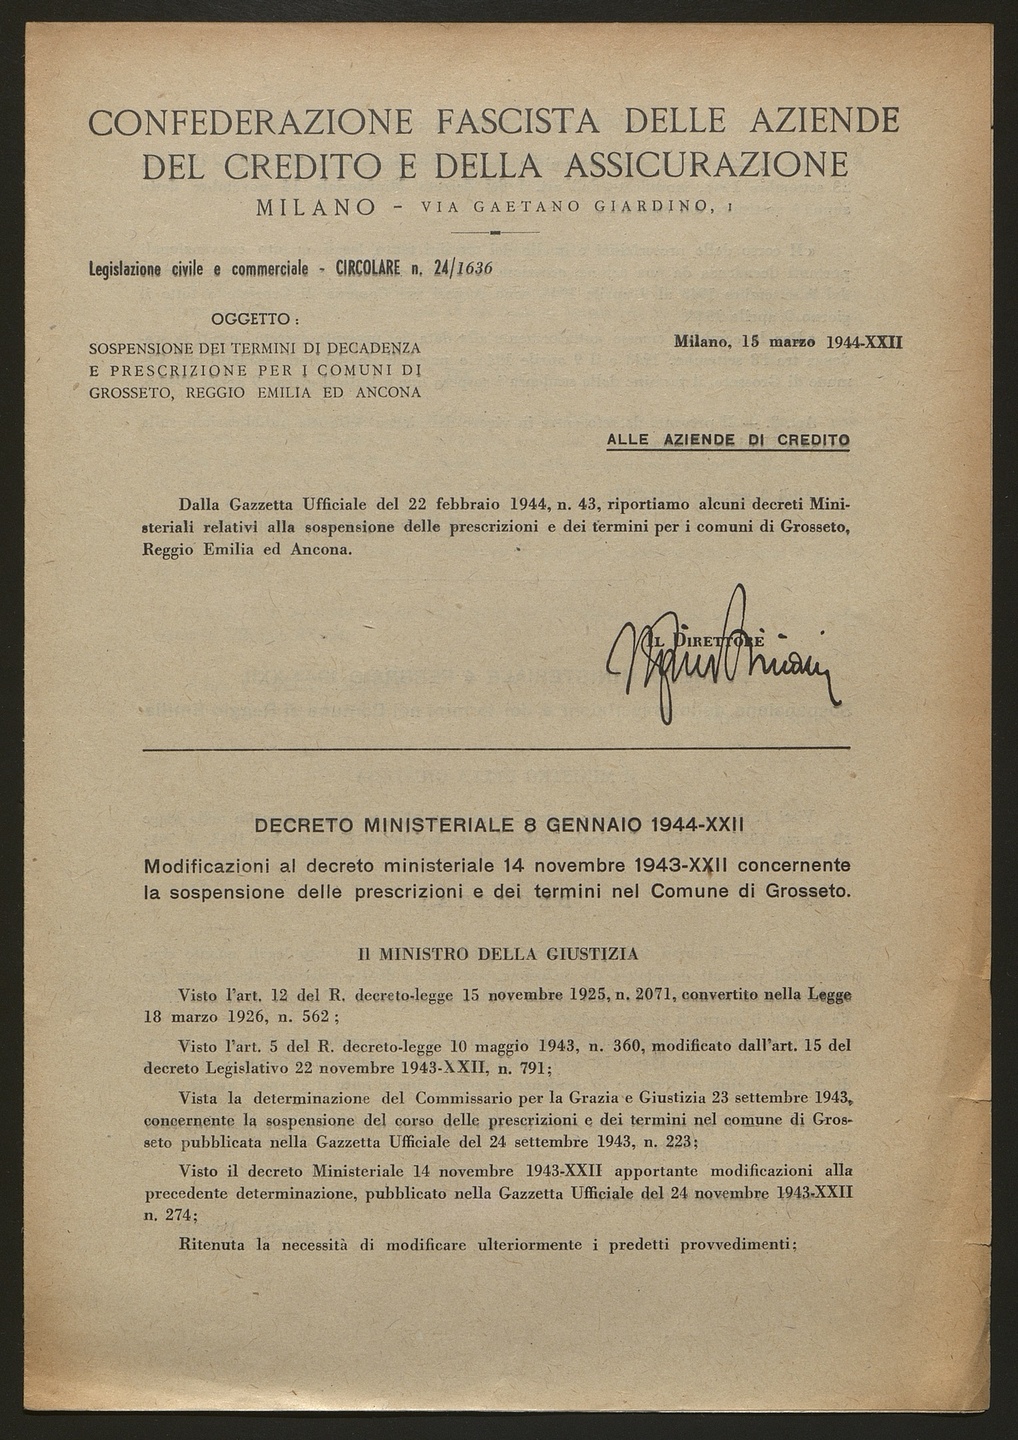 CONFEDERAZIONE FASCISTA DELLE AZIENDE
DEL CREDITO E DELLA ASSICURAZIONE
MILANO - VIA GAETANO GIARDINO, 1
Legislazione civile e commerciale - CIRCOLARE n. 24/1636
OGGETTO :
SOSPENSIONE DEI TERMINI DI DECADENZA
E PRESCRIZIONE PER I COMUNI DI
GROSSETO, REGGIO EMILIA ED ANCONA
Milano, 15 marzo 1944-XXII
ALLE AZIENDE DI CREDITO
Dalla Gazzetta Ufficiale del 22 febbraio 1944, n. 43, riportiamo alcuni decreti Mini-
steriali relativi alla sospensione delle prescrizioni e dei termini per i comuni di Grosseto,
Reggio Emilia ed Ancona.
IL DIRETTORE
DECRETO MINISTERIALE 8 GENNAIO 1944-XXII
Modificazioni al decreto ministeriale 14 novembre 1943-XXII concernente
la sospensione delle prescrizioni e dei termini nel Comune di Grosseto.
Il MINISTRO DELLA GIUSTIZIA
Visto l'art. 12 del R. decreto-legge 15 novembre 1925, n. 2071, convertito nella Legge
18 marzo 1926, n. 562 ;
Visto l'art. 5 del R. decreto-legge 10 maggio 1943, n. 360, modificato dall'art. 15 del
decreto Legislativo 22 novembre 1943-XXII, n. 791;
Vista la determinazione del Commissario per la Grazia e Giustizia 23 settembre 1943,
concernente la sospensione del corso delle prescrizioni e dei termini nel comune di Gros-
seto pubblicata nella Gazzetta Ufficiale del 24 settembre 1943, n. 223;
Visto il decreto Ministeriale 14 novembre 1943-XXII apportante modificazioni alla
precedente determinazione, pubblicato nella Gazzetta Ufficiale del 24 novembre 1943-XXII
n. 274;
Ritenuta la necessità di modificare ulteriormente i predetti provvedimenti;